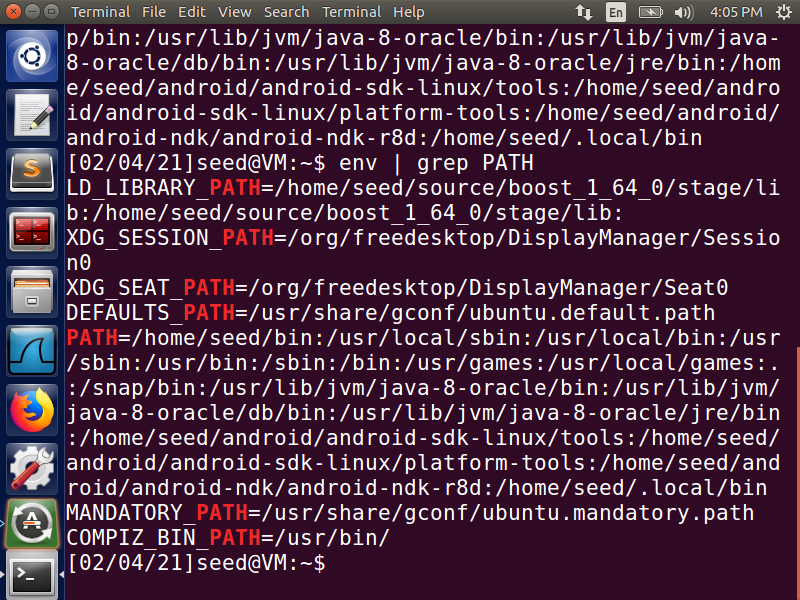 Terminal File Edit View Search Terminal Help En 4:05 PM
p/bin:/usr/lib/jvm/java-8-oracle/bin:/usr/lib/jvm/java-
8-oracle/db/bin:/usr/lib/jvm/java-8-oracle/jre/bin:/hom
e/seed/android/android-sdk-linux/tools:/home/seed/andro
id/android-sdk-linux/platform-tools:/home/seed/android/
android-ndk/android-ndk-r8d:/home/seed/.local/bin
[02/04/21]seed@VM:~$ env | grep PATH
LD_LIBRARY_PATH=/home/seed/source/boost_1_64_0/stage/li
b:/home/seed/source/boost_1_64_0/stage/lib:
XDG_SESSION_PATH=/org/freedesktop/DisplayManager/Sessio
n0
XDG_SEAT_PATH=/org/freedesktop/DisplayManager/Seat0
DEFAULTS_PATH=/usr/share/gconf/ubuntu.default.path
PATH=/home/seed/bin:/usr/local/sbin:/usr/local/bin:/usr
/sbin:/usr/bin:/sbin:/bin:/usr/games:/usr/local/games:.
:/snap/bin:/usr/lib/jvm/java-8-oracle/bin:/usr/lib/jvm/
java-8-oracle/db/bin:/usr/lib/jvm/java-8-oracle/jre/bin
:/home/seed/android/android-sdk-linux/tools:/home/seed/
android/android-sdk-linux/platform-tools:/home/seed/and
roid/android-ndk/android-ndk-r8d:/home/seed/.local/bin
MANDATORY_PATH=/usr/share/gconf/ubuntu.mandatory.path
COMPIZ_BIN_PATH=/usr/bin/
[02/04/21]seed@VM:~$